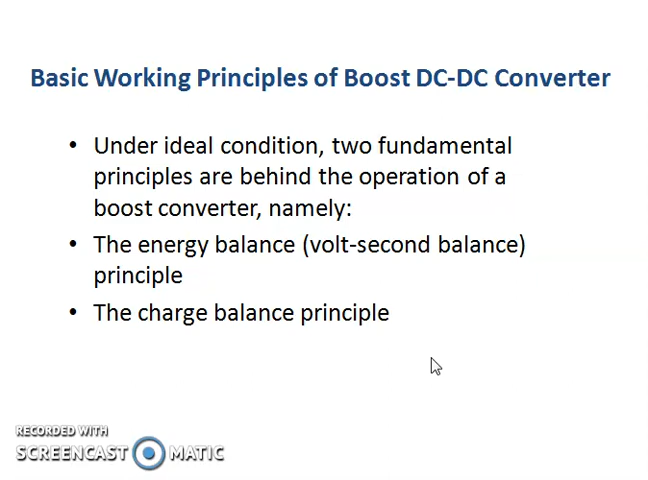 Basic Working Principles of Boost DC-DC Converter
• Under ideal condition, two fundamental
principles are behind the operation of a
boost converter, namely:
• The energy balance (volt-second balance)
principle
• The charge balance principle
RECORDED WITH
SCREENCAST MATIC